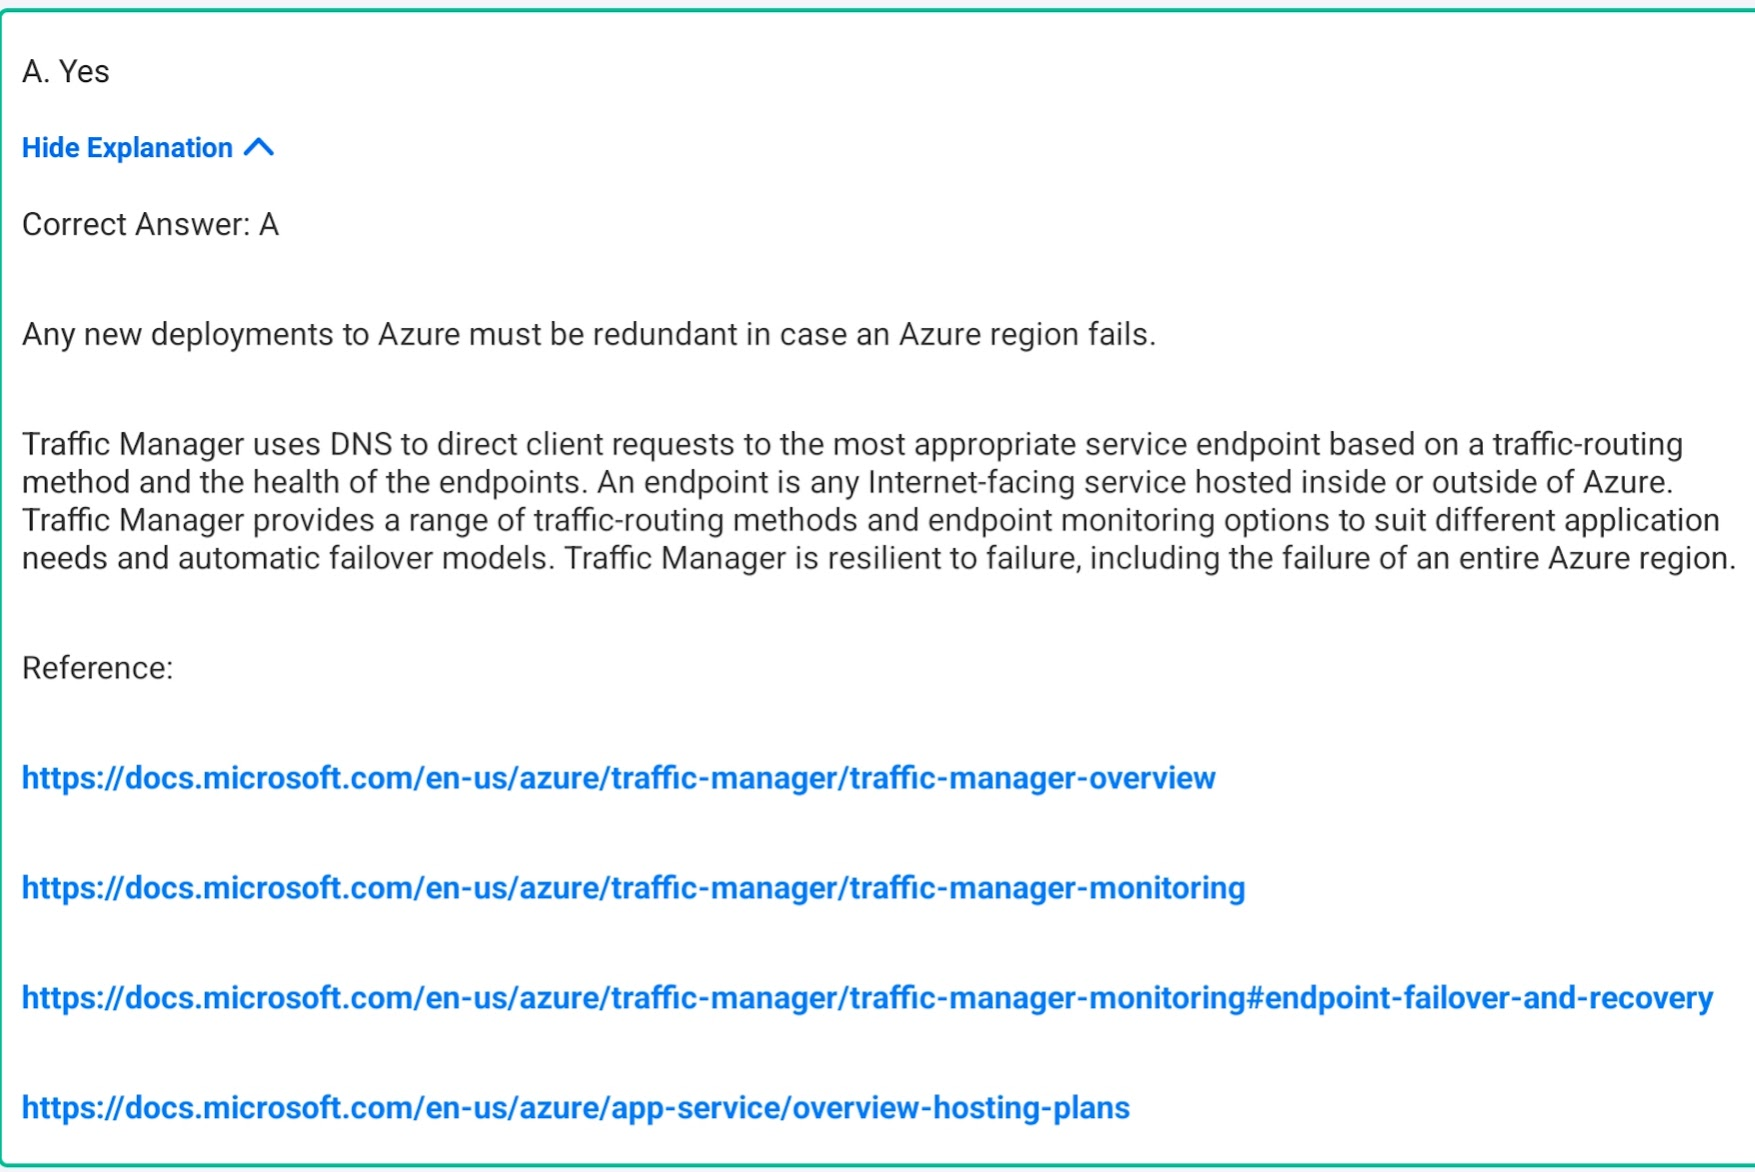 A. Yes
Hide Explanation
Correct Answer: A
Any new deployments to Azure must be redundant in case an Azure region fails.
Traffic Manager uses DNS to direct client requests to the most appropriate service endpoint based on a traffic-routing
method and the health of the endpoints. An endpoint is any Internet-facing service hosted inside or outside of Azure.
Traffic Manager provides a range of traffic-routing methods and endpoint monitoring options to suit different application
needs and automatic failover models. Traffic Manager is resilient to failure, including the failure of an entire Azure region.
Reference:
https://docs.microsoft.com/en-us/azure/traffic-manager/traffic-manager-overview
https://docs.microsoft.com/en-us/azure/traffic-manager/traffic-manager-monitoring
https://docs.microsoft.com/en-us/azure/traffic-manager/traffic-manager-monitoring#endpoint-failover-and-recovery
https://docs.microsoft.com/en-us/azure/app-service/overview-hosting-plans